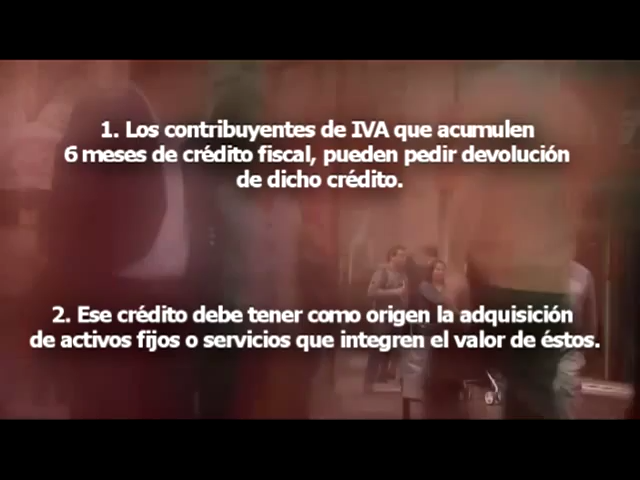 1. Los contribuyentes de IVA que acumulen
6 meses de crédito fiscal, pueden pedir devolución
de dicho crédito.
2. Ese crédito debe tener como origen la adquisición
de activos fijos o servicios que integren el valor de éstos.